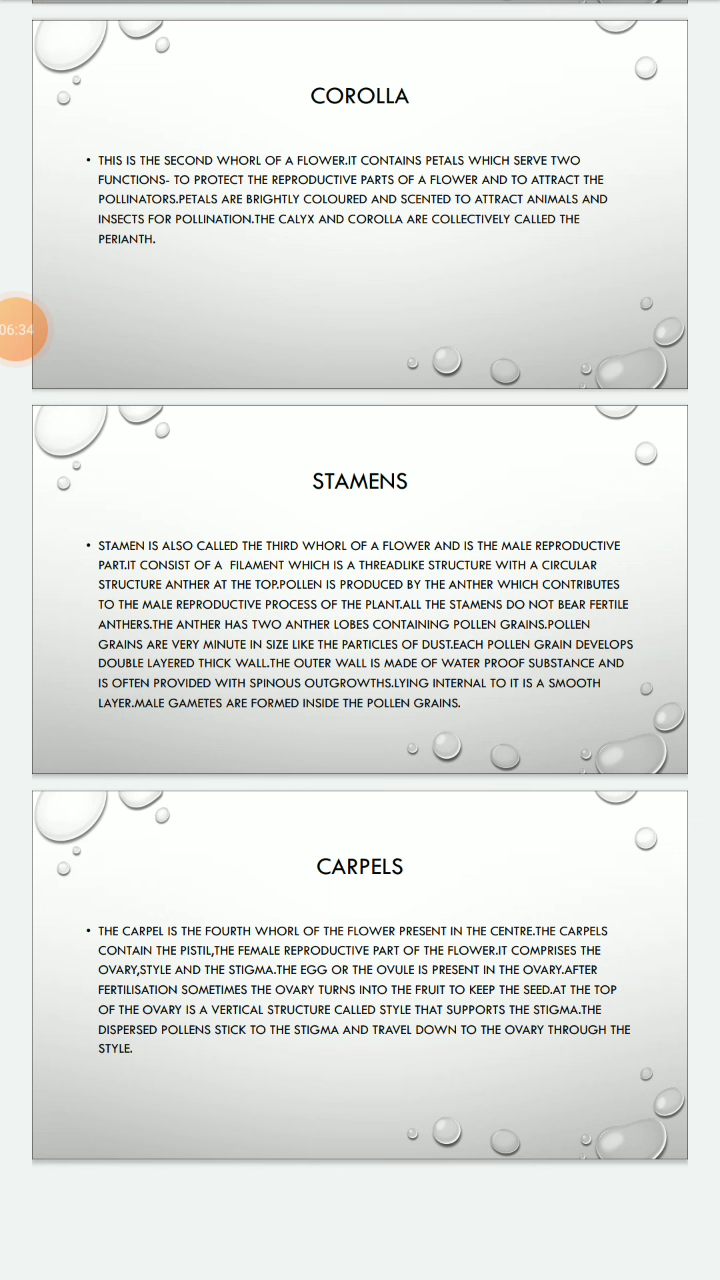 COROLLA
• THIS IS THE SECOND WHORL OF A FLOWER.IT CONTAINS PETALS WHICH SERVE TWO
FUNCTIONS- TO PROTECT THE REPRODUCTIVE PARTS OF A FLOWER AND TO ATTRACT THE
POLLINATORS.PETALS ARE BRIGHTLY COLOURED AND SCENTED TO ATTRACT ANIMALS AND
INSECTS FOR POLLINATION.THE CALYX AND COROLLA ARE COLLECTIVELY CALLED THE
PERIANTH.
06:34
STAMENS
• STAMEN IS ALSO CALLED THE THIRD WHORL OF A FLOWER AND IS THE MALE REPRODUCTIVE
PART.IT CONSIST OF A FILAMENT WHICH IS A THREADLIKE STRUCTURE WITH A CIRCULAR
STRUCTURE ANTHER AT THE TOP.POLLEN IS PRODUCED BY THE ANTHER WHICH CONTRIBUTES
TO THE MALE REPRODUCTIVE PROCESS OF THE PLANT.ALL THE STAMENS DO NOT BEAR FERTILE
ANTHERS.THE ANTHER HAS TWO ANTHER LOBES CONTAINING POLLEN GRAINS.POLLEN
GRAINS ARE VERY MINUTE IN SIZE LIKE THE PARTICLES OF DUST.EACH POLLEN GRAIN DEVELOPS
DOUBLE LAYERED THICK WALL.THE OUTER WALL IS MADE OF WATER PROOF SUBSTANCE AND
IS OFTEN PROVIDED WITH SPINOUS OUTGROWTHS.LYING INTERNAL TO IT IS A SMOOTH
LAYER.MALE GAMETES ARE FORMED INSIDE THE POLLEN GRAINS.
CARPELS
• THE CARPEL IS THE FOURTH WHORL OF THE FLOWER PRESENT IN THE CENTRE.THE CARPELS
CONTAIN THE PISTIL,THE FEMALE REPRODUCTIVE PART OF THE FLOWER.IT COMPRISES THE
OVARY,STYLE AND THE STIGMA.THE EGG OR THE OVULE IS PRESENT IN THE OVARY.AFTER
FERTILISATION SOMETIMES THE OVARY TURNS INTO THE FRUIT TO KEEP THE SEED.AT THE TOP
OF THE OVARY IS A VERTICAL STRUCTURE CALLED STYLE THAT SUPPORTS THE STIGMA.THE
DISPERSED POLLENS STICK TO THE STIGMA AND TRAVEL DOWN TO THE OVARY THROUGH THE
STYLE.